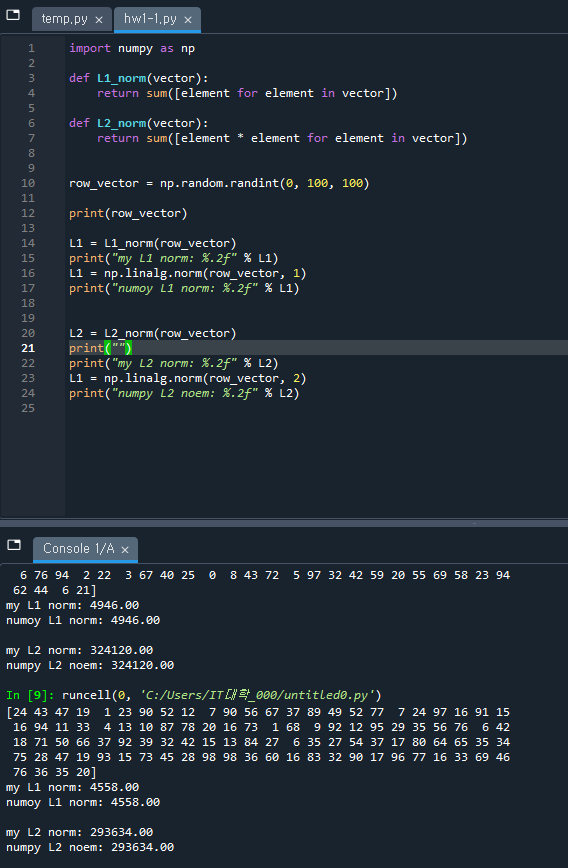 temp.py × hw1-1.py ×
1 import numpy as np
2
3 def L1_norm(vector):
4 return sum([element for element in vector])
5
6 def L2_norm(vector):
7 return sum([element * element for element in vector])
8
9
10 row_vector = np.random.randint(0, 100, 100)
11
12 print(row_vector)
13
14 L1 = L1_norm(row_vector)
15 print("my L1 norm: %.2f" % L1)
16 L1 = np.linalg.norm(row_vector, 1)
17 print("numoy L1 norm: %.2f" % L1)
18
19
20 L2 = L2_norm(row_vector)
21 print("")
22 print("my L2 norm: %.2f" % L2)
23 L1 = np.linalg.norm(row_vector, 2)
24 print("numpy L2 noem: %.2f" % L2)
25
Console 1/A ×
6 76 94 2 22 3 67 40 25 0 8 43 72 5 97 32 42 59 20 55 69 58 23 94
62 44 6 21]
my L1 norm: 4946.00
numoy L1 norm: 4946.00
my L2 norm: 324120.00
numpy L2 noem: 324120.00
In [9]: runcell(0, 'C:/Users/IT대학_000/untitled0.py')
[24 43 47 19 1 23 90 52 12 7 90 56 67 37 89 49 52 77 7 24 97 16 91 15
16 94 11 33 4 13 10 87 78 20 16 73 1 68 9 92 12 95 29 35 56 76 6 42
18 71 50 66 37 92 39 32 42 15 13 84 27 6 35 27 54 37 17 80 64 65 35 34
75 28 47 19 93 15 73 45 28 98 98 36 60 16 83 32 90 17 96 77 16 33 69 46
76 36 35 20]
my L1 norm: 4558.00
numoy L1 norm: 4558.00
my L2 norm: 293634.00
numpy L2 noem: 293634.00